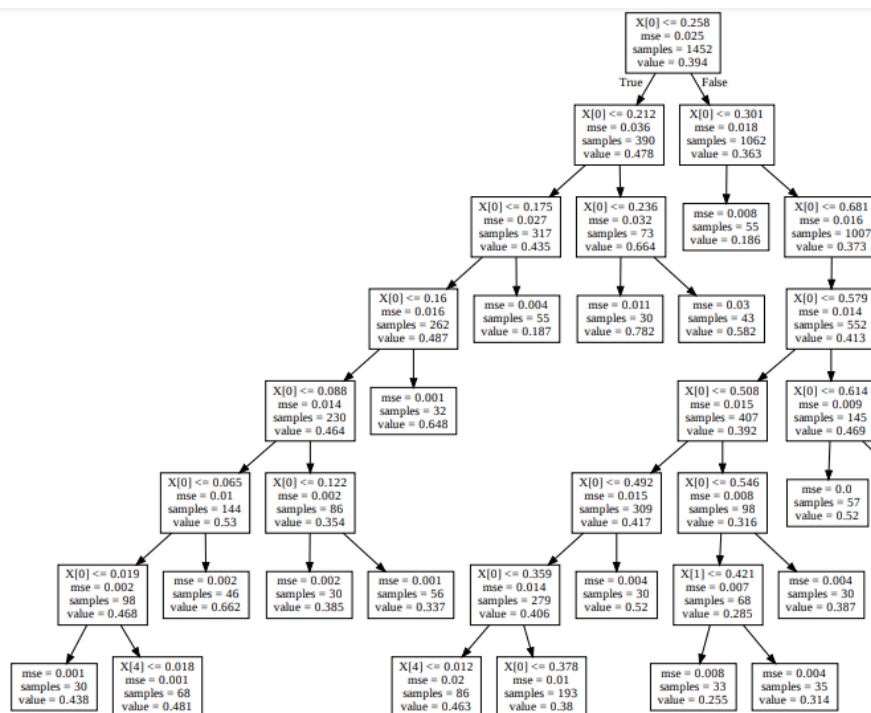 X[0] <= 0.258
mse = 0.025
samples = 1452
value = 0.394
True
False
X[0] <= 0.212
mse = 0.036
samples = 390
value = 0.478
X[0] <= 0.301
mse = 0.018
samples = 1062
value = 0.363
X[0] <= 0.175
mse = 0.027
samples = 317
value = 0.435
X[0] <= 0.236
mse = 0.032
samples = 73
value = 0.664
mse = 0.008
samples = 55
value = 0.186
X[0] <= 0.681
mse = 0.016
samples = 1007
value = 0.373
X[0] <= 0.16
mse = 0.016
samples = 262
value = 0.487
mse = 0.004
samples = 55
value = 0.187
mse = 0.011
samples = 30
value = 0.782
mse = 0.03
samples = 43
value = 0.582
X[0] <= 0.579
mse = 0.014
samples = 552
value = 0.413
X[0] <= 0.088
mse = 0.014
samples = 230
value = 0.464
mse = 0.001
samples = 32
value = 0.648
X[0] <= 0.508
mse = 0.015
samples = 407
value = 0.392
X[0] <= 0.614
mse = 0.009
samples = 145
value = 0.469
X[0] <= 0.065
mse = 0.01
samples = 144
value = 0.53
X[0] <= 0.122
mse = 0.002
samples = 86
value = 0.354
X[0] <= 0.492
mse = 0.015
samples = 309
value = 0.417
X[0] <= 0.546
mse = 0.008
samples = 98
value = 0.316
mse = 0.0
samples = 57
value = 0.52
X[0] <= 0.019
mse = 0.002
samples = 98
value = 0.468
mse = 0.002
samples = 46
value = 0.662
mse = 0.002
samples = 30
value = 0.385
mse = 0.001
samples = 56
value = 0.337
X[0] <= 0.359
mse = 0.014
samples = 279
value = 0.406
mse = 0.004
samples = 30
value = 0.52
X[1] <= 0.421
mse = 0.007
samples = 68
value = 0.285
mse = 0.004
samples = 30
value = 0.387
mse = 0.001
samples = 30
value = 0.438
X[4] <= 0.018
mse = 0.001
samples = 68
value = 0.481
X[4] <= 0.012
mse = 0.02
samples = 86
value = 0.463
X[0] <= 0.378
mse = 0.01
samples = 193
value = 0.38
mse = 0.008
samples = 33
value = 0.255
mse = 0.004
samples = 35
value = 0.314